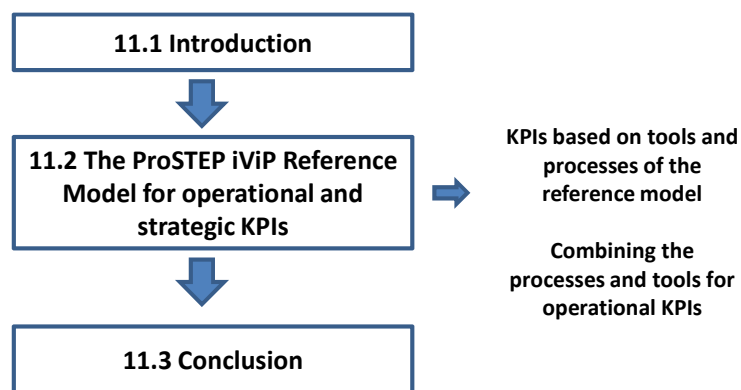 11.1 Introduction
11.2 The ProSTEP iViP Reference
Model for operational and
strategic KPIs
KPIs based on tools and
processes of the
reference model
Combining the
processes and tools for
operational KPIs
11.3 Conclusion